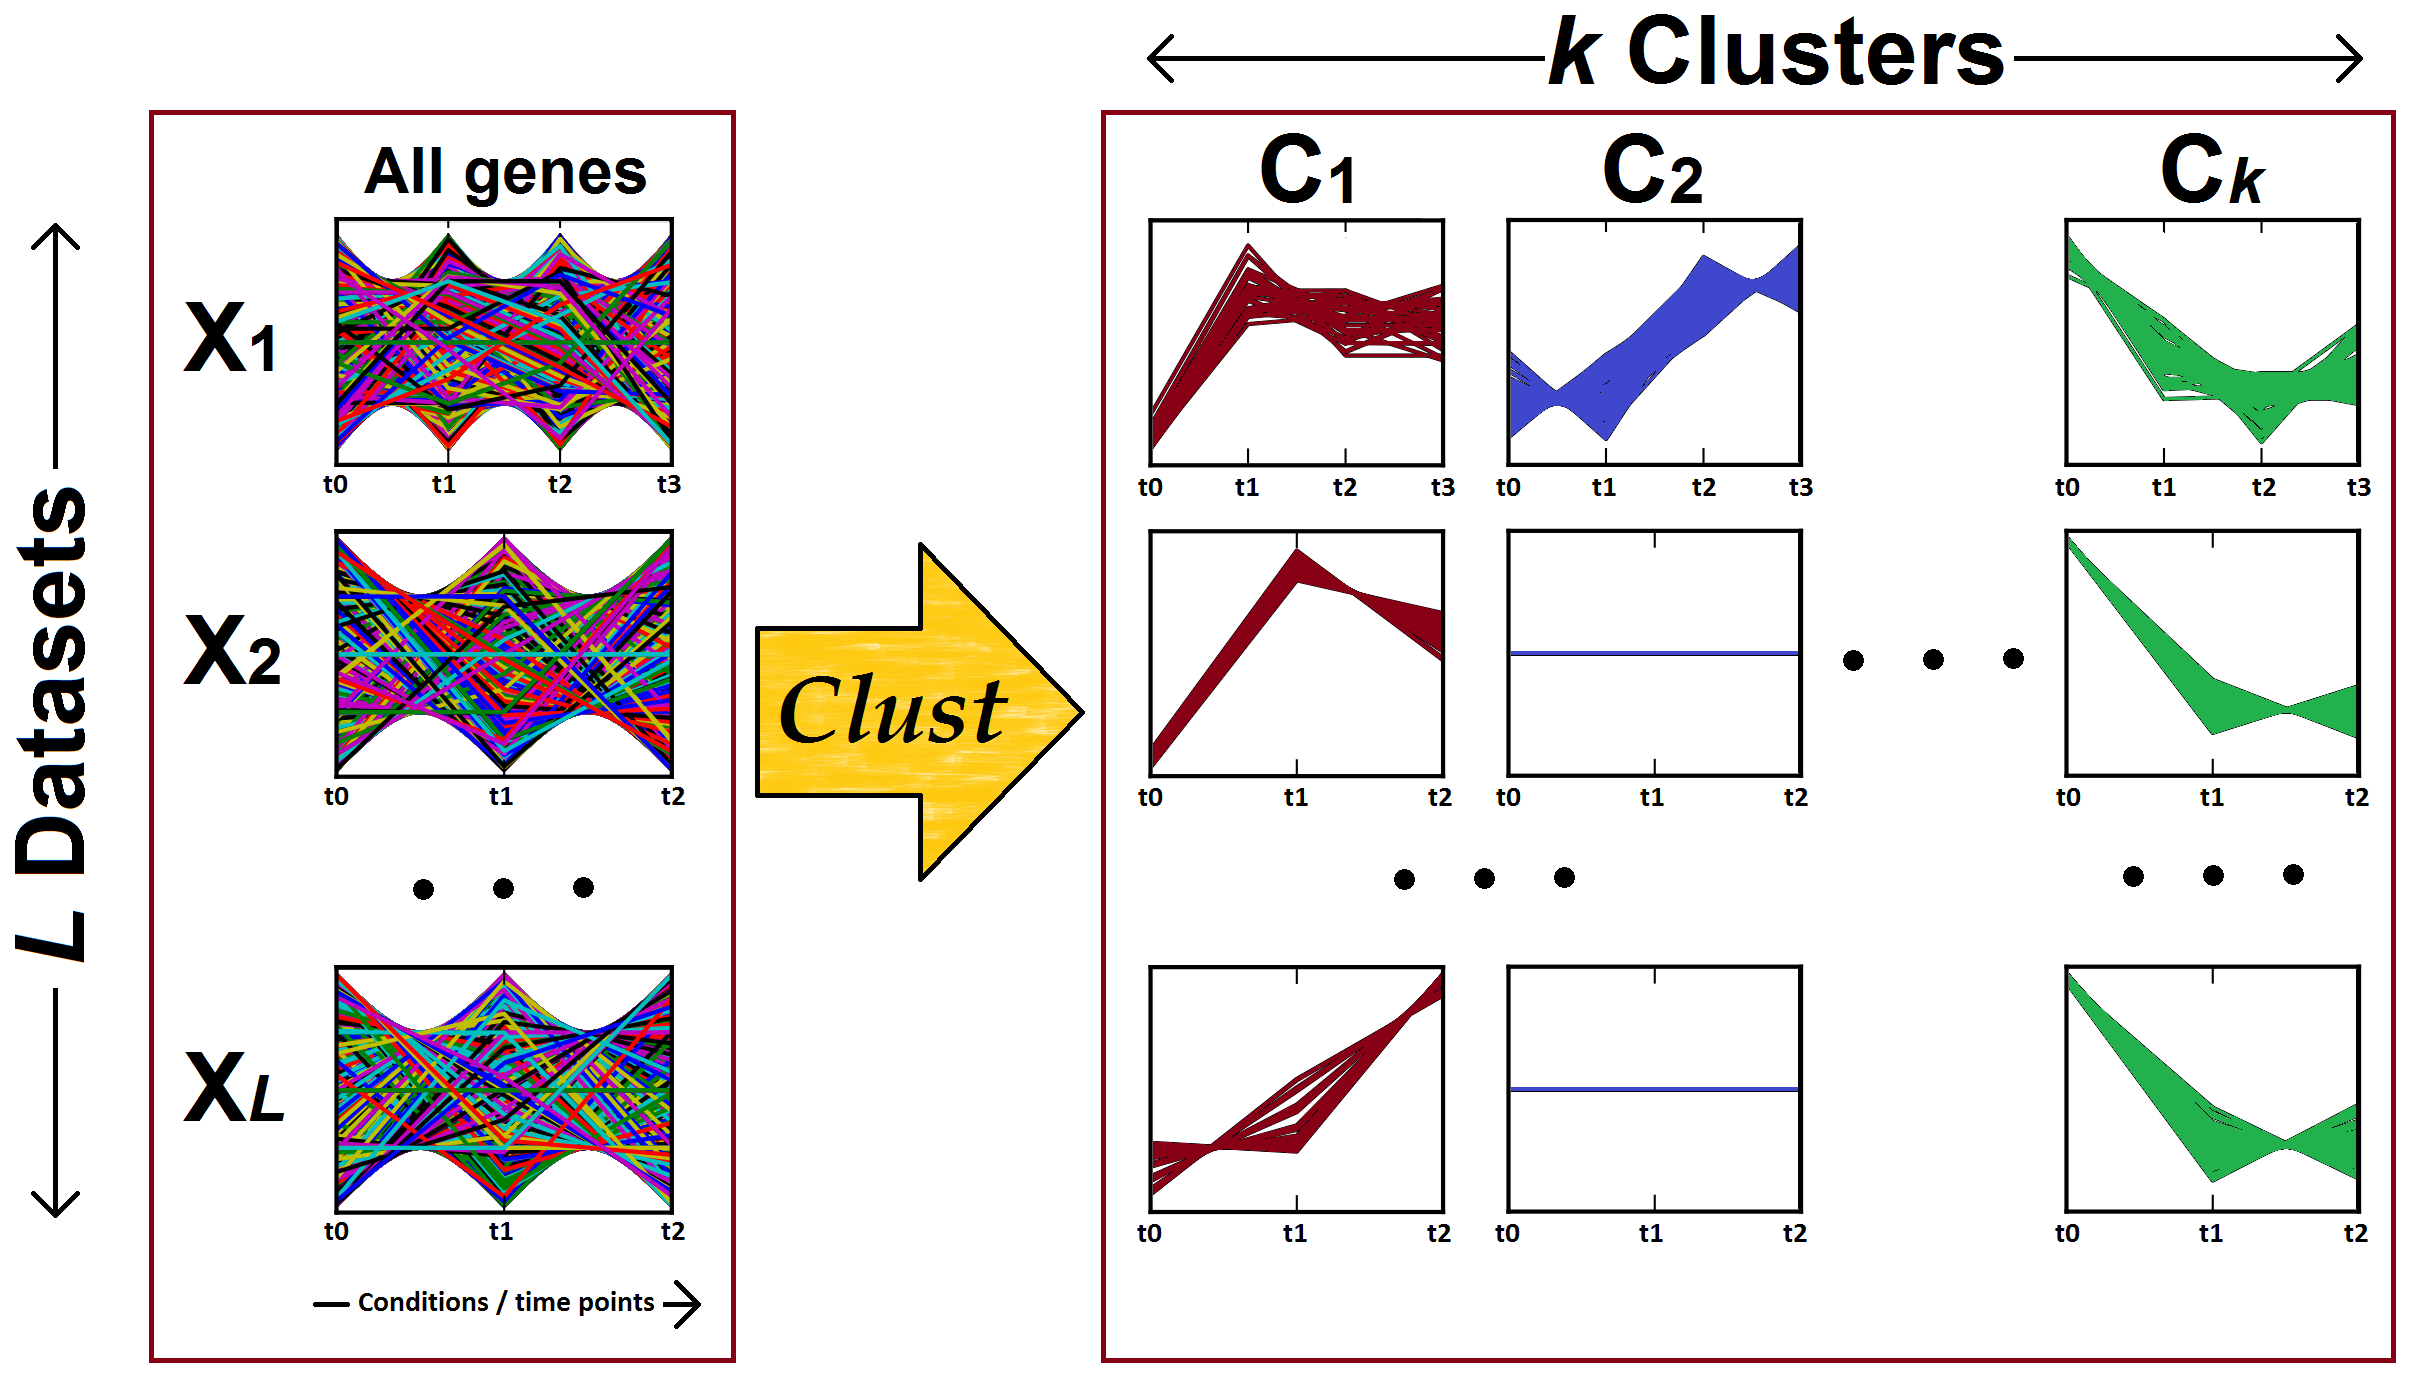 k Clusters
All genes
C1 C2 Ck
X1
t0 t1 t2 t3
t0 t1 t2 t3
t0 t1 t2 t3
t0 t1 t2 t3
L Datasets
X2
t0 t1 t2
t0 t1 t2
t0 t1 t2
t0 t1 t2
Clust
XL
t0 t1 t2
t0 t1 t2
t0 t1 t2
t0 t1 t2
Conditions / time points